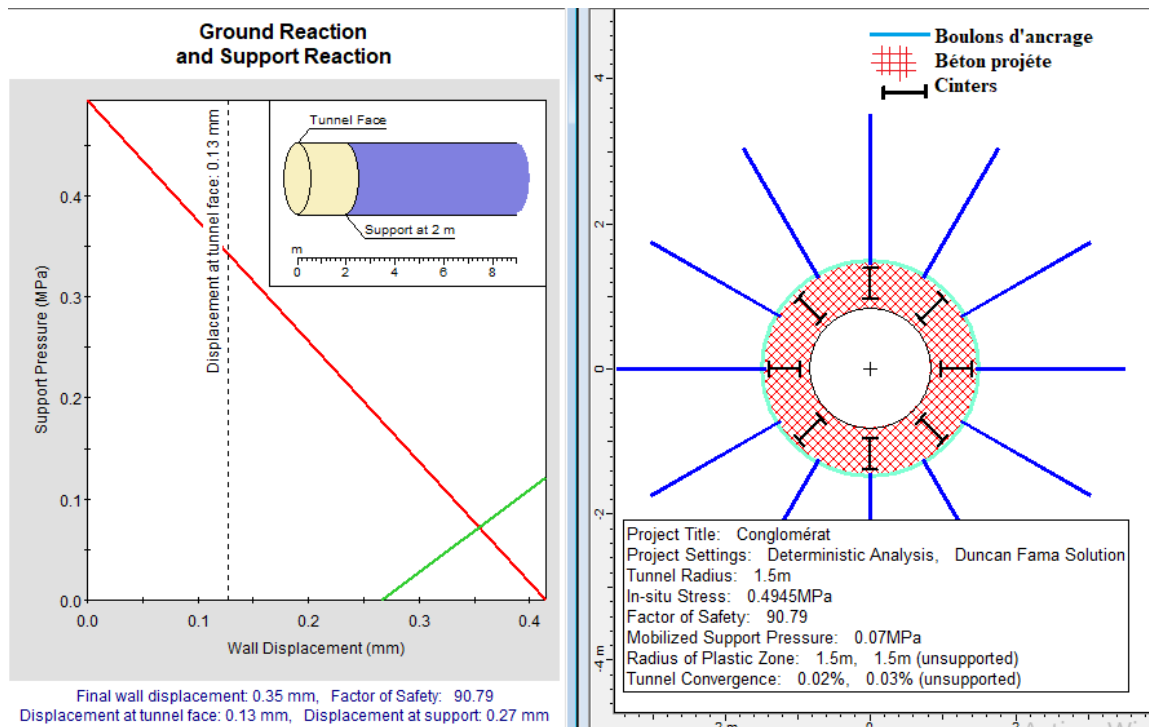 Ground Reaction
and Support Reaction
Tunnel Face
Support at 2 m
m
0 2 4 6 8
Displacement at tunnel face: 0.13 mm
Support Pressure (MPa)
0.4
0.3
0.2
0.1
0.0
0.0 0.1 0.2 0.3 0.4
Wall Displacement (mm)
Final wall displacement: 0.35 mm, Factor of Safety: 90.79
Displacement at tunnel face: 0.13 mm, Displacement at support: 0.27 mm
Boulons d'ancrage
Béton projéte
Cinters
4
2
0
-2
-4 m
Project Title: Conglomérat
Project Settings: Deterministic Analysis, Duncan Fama Solution
Tunnel Radius: 1.5m
In-situ Stress: 0.4945MPa
Factor of Safety: 90.79
Mobilized Support Pressure: 0.07MPa
Radius of Plastic Zone: 1.5m, 1.5m (unsupported)
Tunnel Convergence: 0.02%, 0.03% (unsupported)